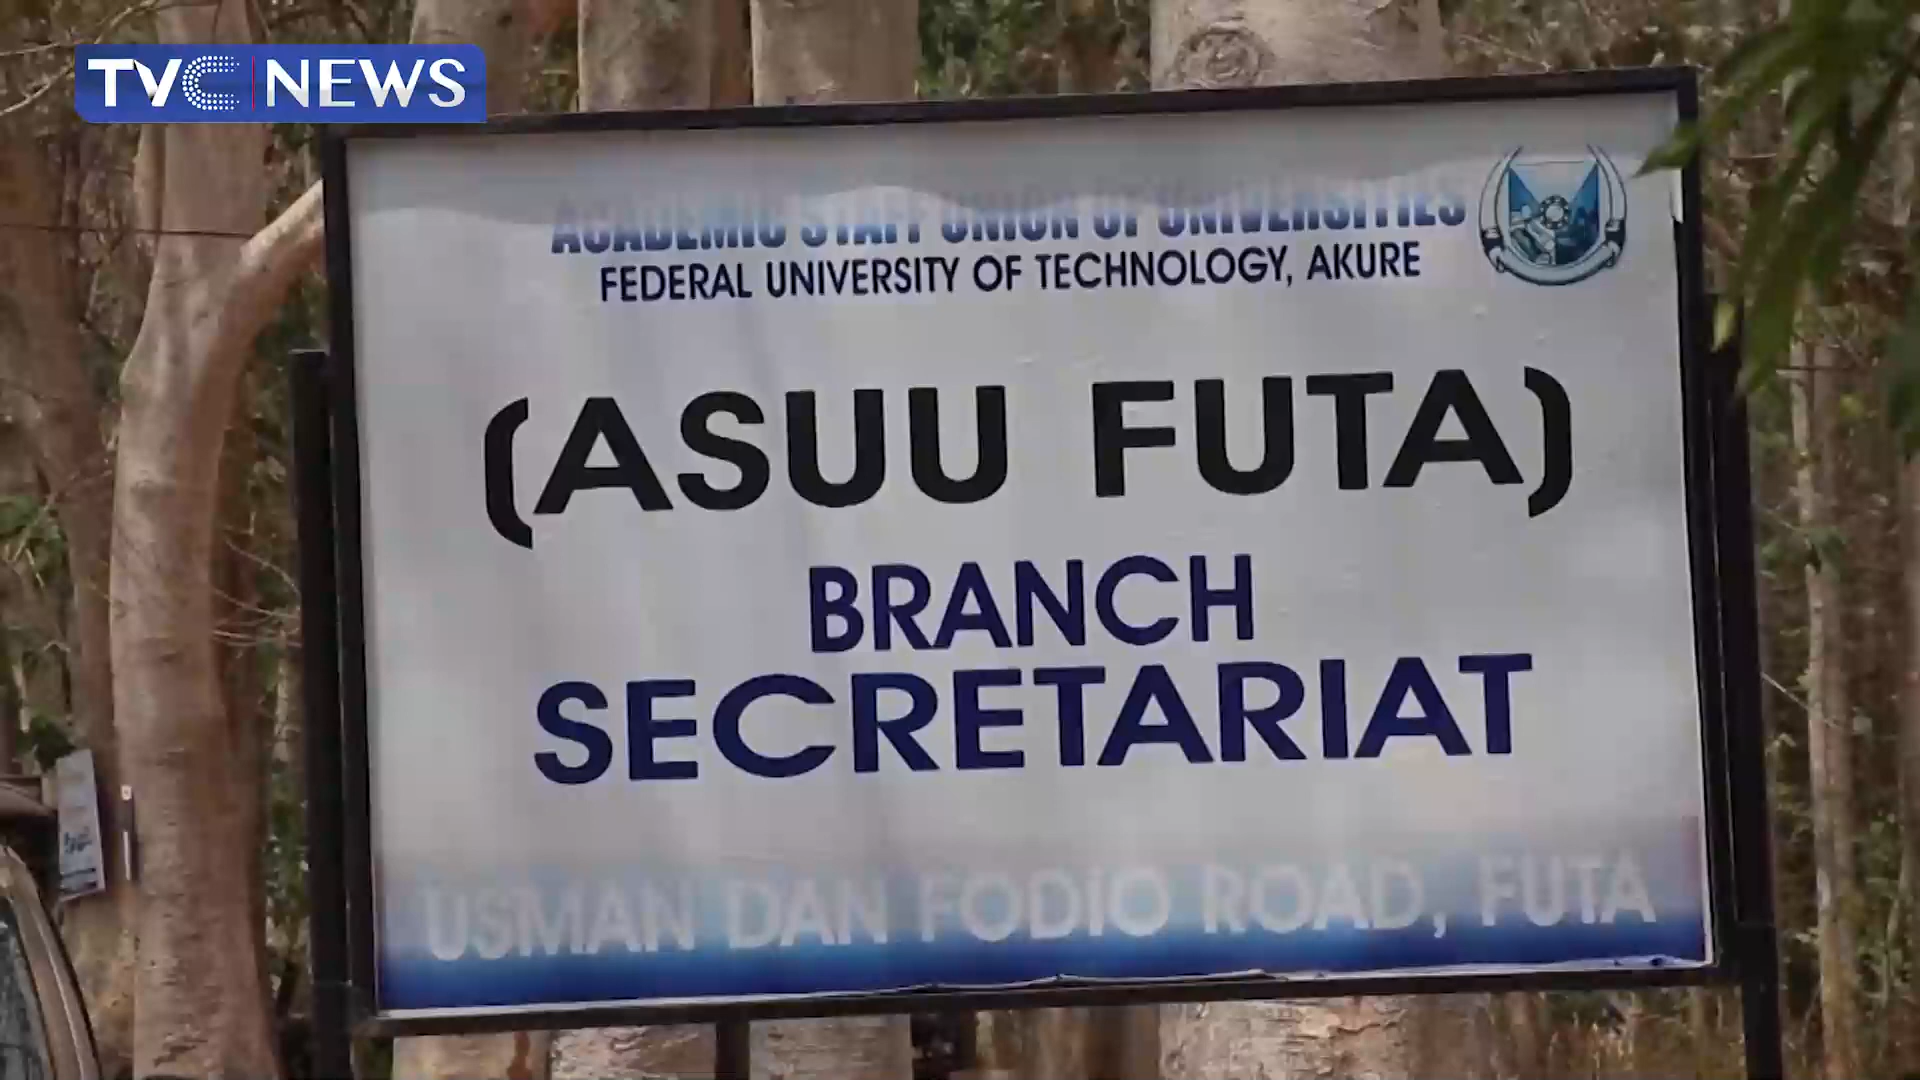 TVC NEWS
ACADEMIC STAFF UNION OF UNIVERSITIES
FEDERAL UNIVERSITY OF TECHNOLOGY, AKURE
(ASUU FUTA)
BRANCH
SECRETARIAT
USMAN DAN FODIO ROAD, FUTA